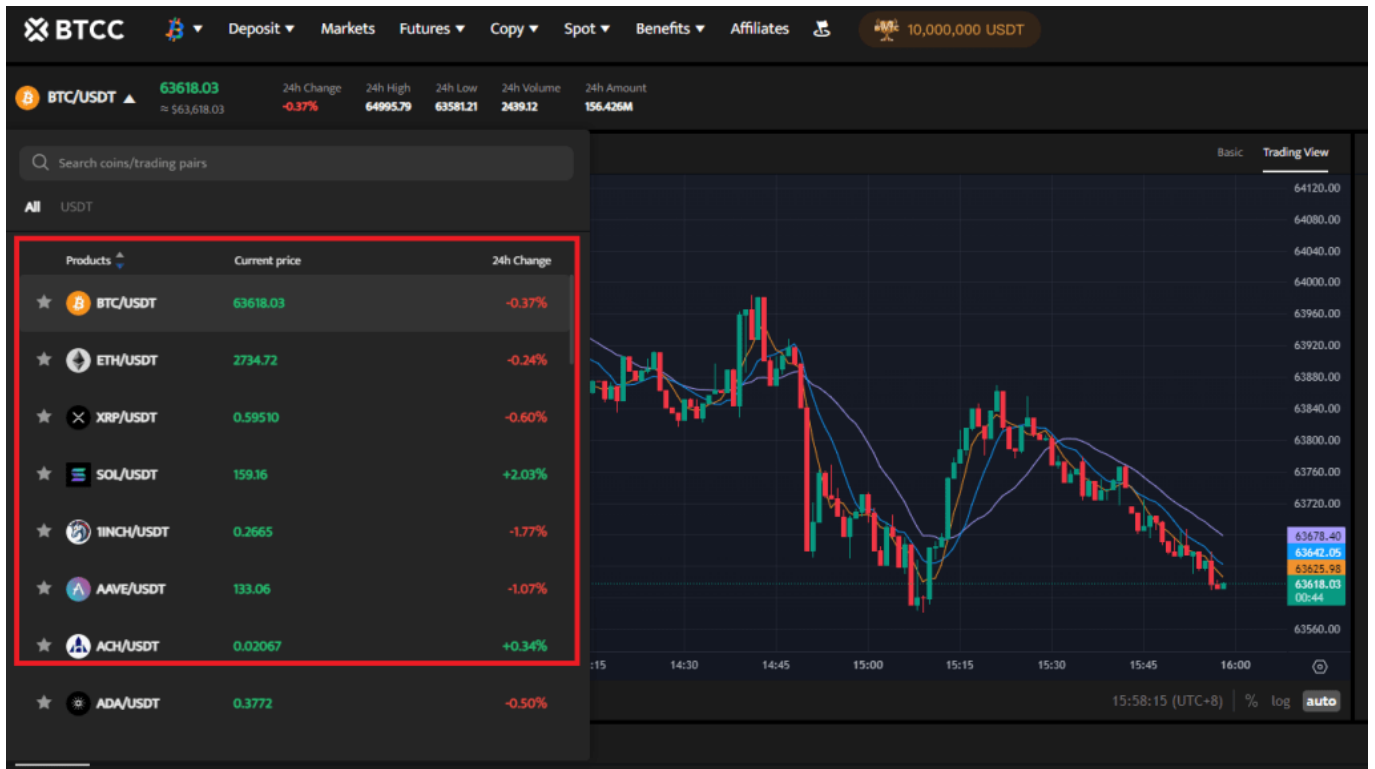 BTCC Deposit Markets Futures Copy Spot Benefits Affiliates 10,000,000 USDT
BTC/USDT 63618.03 24h Change 24h High 24h Low 24h Volume 24h Amount
≈ $63,618.03 -0.37% 64995.79 63581.21 2439.12 156.426M
Search coins/trading pairs
All USDT
Products Current price 24h Change
BTC/USDT 63618.03 -0.37%
ETH/USDT 2734.72 -0.24%
XRP/USDT 0.59510 -0.60%
SOL/USDT 159.16 +2.03%
1INCH/USDT 0.2665 -1.77%
AAVE/USDT 133.06 -1.07%
ACH/USDT 0.02067 +0.34%
ADA/USDT 0.3772 -0.50%
Basic Trading View
64120.00
64080.00
64040.00
64000.00
63960.00
63920.00
63880.00
63840.00
63800.00
63760.00
63720.00
63678.40
63642.05
63625.98
63618.03
00:44
63560.00
:15 14:30 14:45 15:00 15:15 15:30 15:45 16:00
15:58:15 (UTC+8) % log auto